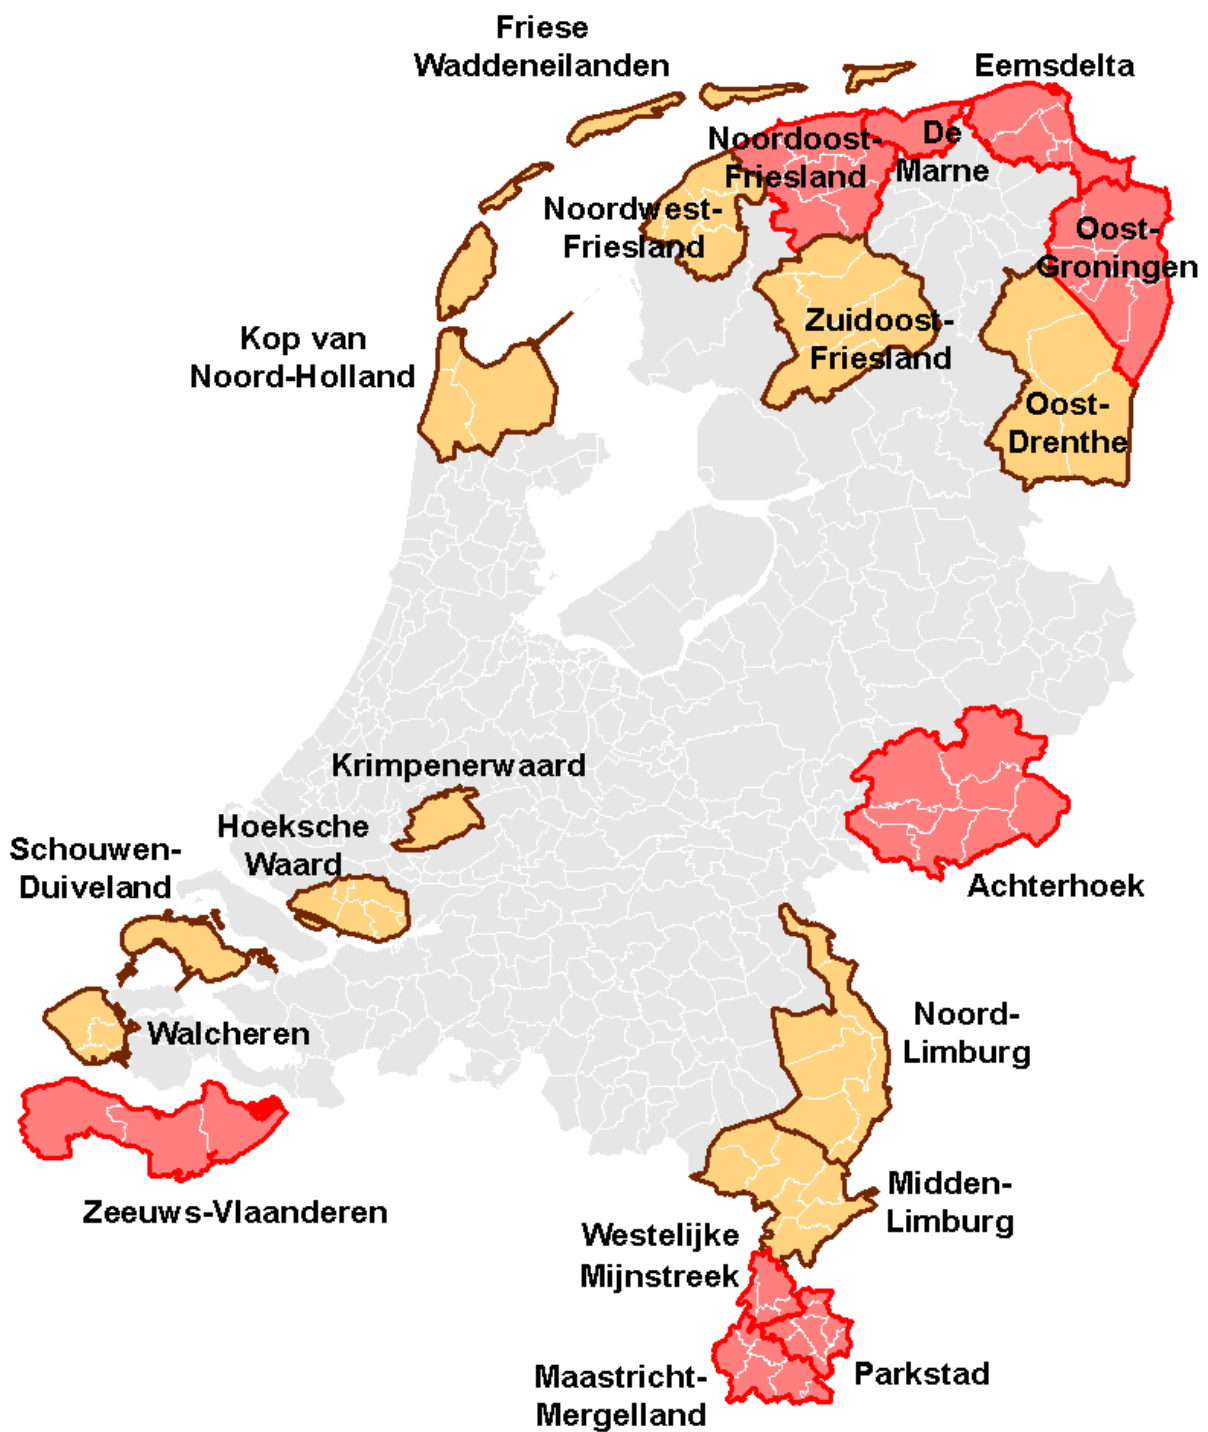 Friese
Waddeneilanden
Eemsdelta
Noordoost-
Friesland
De
Marne
Noordwest-
Friesland
Oost-
Groningen
Zuidoost-
Friesland
Kop van
Noord-Holland
Oost-
Drenthe
Krimpenerwaard
Hoeksche
Waard
Schouwen-
Duiveland
Achterhoek
Walcheren
Noord-
Limburg
Zeeuws-Vlaanderen
Midden-
Limburg
Westelijke
Mijnstreek
Maastricht-
Mergelland
Parkstad